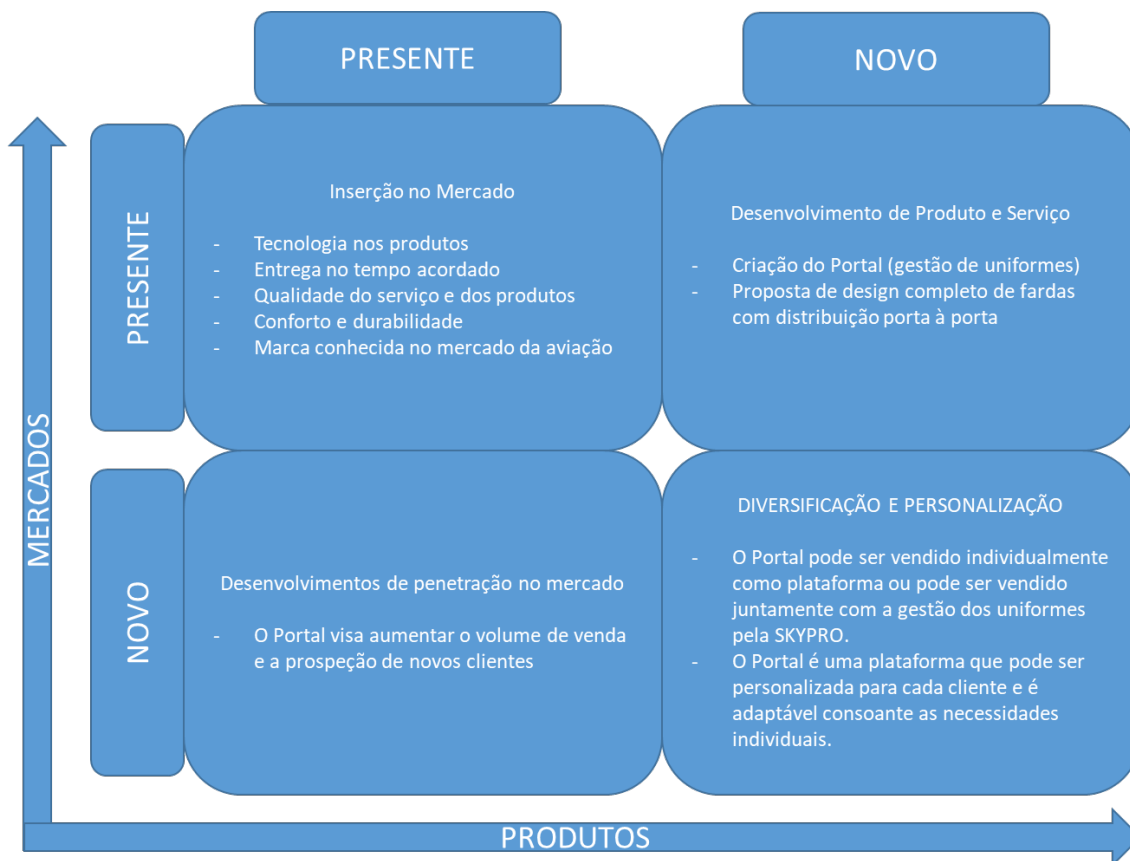 PRESENTE
NOVO
MERCADOS
PRESENTE
Inserção no Mercado
- Tecnologia nos produtos
- Entrega no tempo acordado
- Qualidade do serviço e dos produtos
- Conforto e durabilidade
- Marca conhecida no mercado da aviação
Desenvolvimento de Produto e Serviço
- Criação do Portal (gestão de uniformes)
- Proposta de design completo de fardas
com distribuição porta à porta
NOVO
Desenvolvimentos de penetração no mercado
- O Portal visa aumentar o volume de venda
e a prospeção de novos clientes
DIVERSIFICAÇÃO E PERSONALIZAÇÃO
- O Portal pode ser vendido individualmente
como plataforma ou pode ser vendido
juntamente com a gestão dos uniformes
pela SKYPRO.
- O Portal é uma plataforma que pode ser
personalizada para cada cliente e é
adaptável consoante as necessidades
individuais.
PRODUTOS